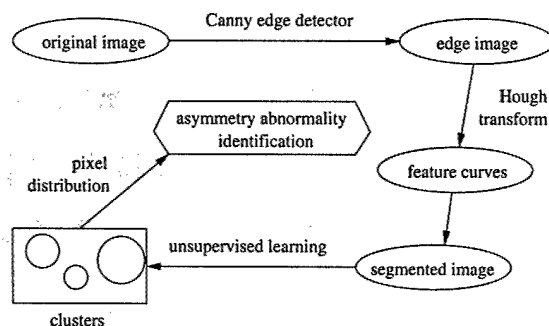 Canny edge detector
original image
edge image
Hough
transform
asymmetry abnormality
identification
pixel
distribution
feature curves
unsupervised learning
segmented image
clusters